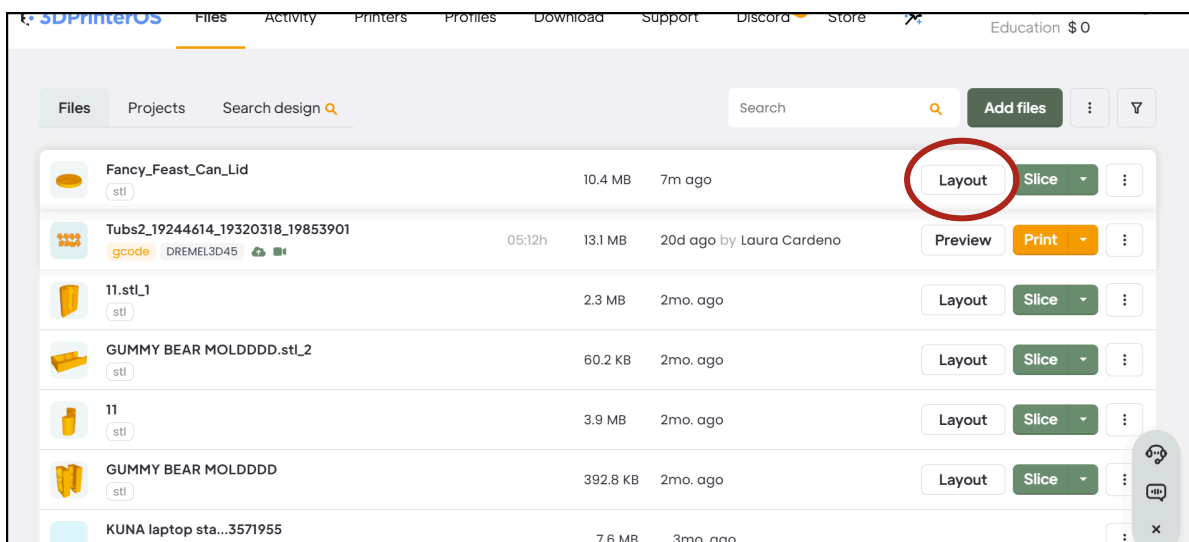 3DPrinterOS Files Activity Printers Profiles Download Support Discord Store
Education $ 0
Files Projects Search design Search Add files
Fancy_Feast_Can_Lid
stl
10.4 MB 7m ago Layout Slice
Tubs2_19244614_19320318_19853901
gcode DREMEL3D45
05:12h 13.1 MB 20d ago by Laura Cardeno Preview Print
11.stl_1
stl
2.3 MB 2mo. ago Layout Slice
GUMMY BEAR MOLDDDD.stl_2
stl
60.2 KB 2mo. ago Layout Slice
11
stl
3.9 MB 2mo. ago Layout Slice
GUMMY BEAR MOLDDDD
stl
392.8 KB 2mo. ago Layout Slice
KUNA laptop sta...3571955
7.6 MB 3mo. ago